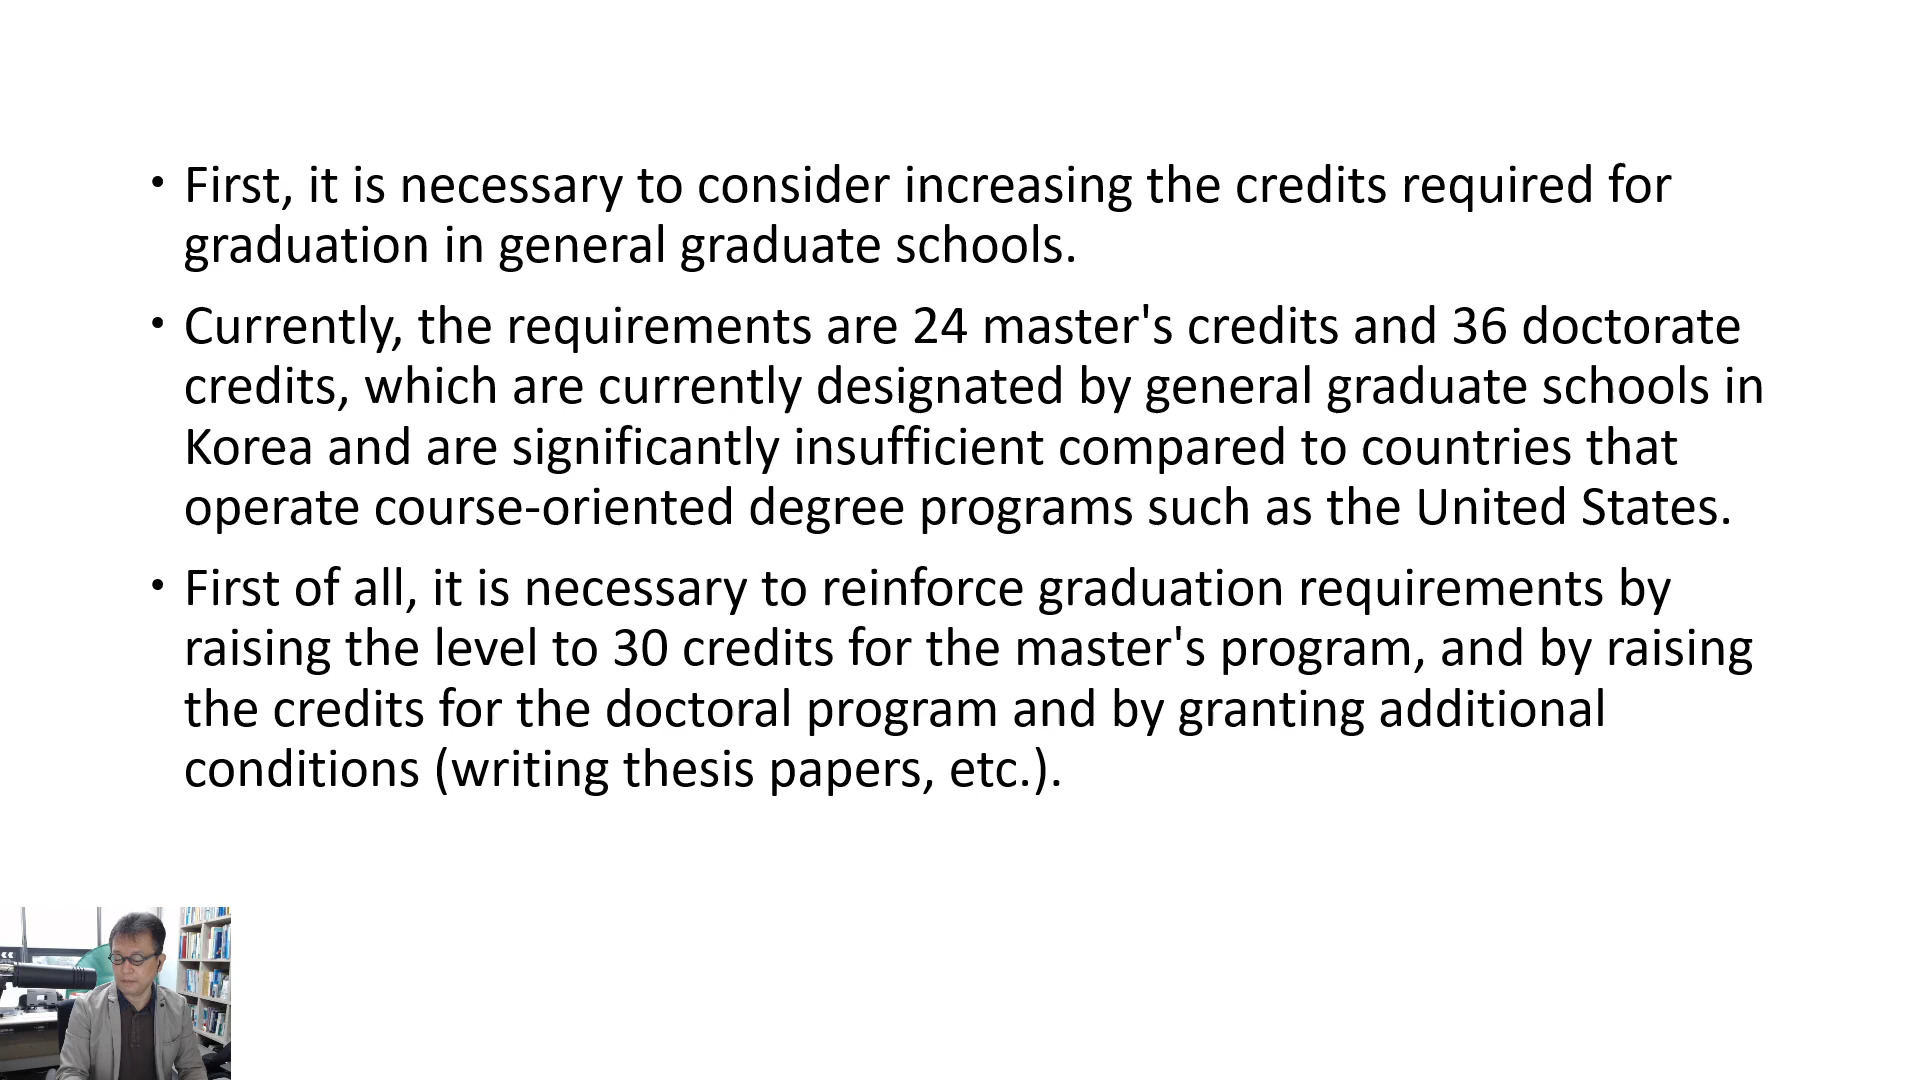 • First, it is necessary to consider increasing the credits required for
graduation in general graduate schools.
• Currently, the requirements are 24 master's credits and 36 doctorate
credits, which are currently designated by general graduate schools in
Korea and are significantly insufficient compared to countries that
operate course-oriented degree programs such as the United States.
• First of all, it is necessary to reinforce graduation requirements by
raising the level to 30 credits for the master's program, and by raising
the credits for the doctoral program and by granting additional
conditions (writing thesis papers, etc.).